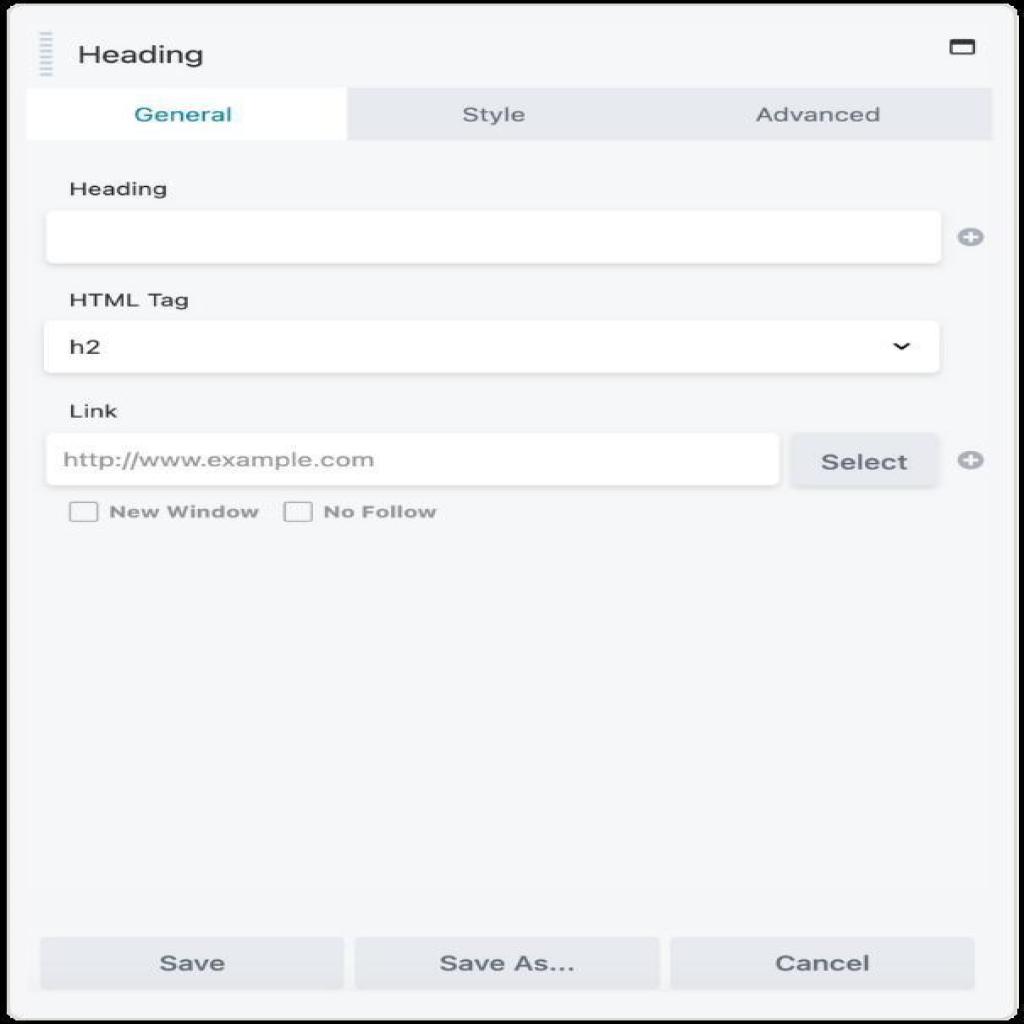 Heading
General Style Advanced
Heading
HTML Tag
h2
Link
http://www.example.com Select
New Window No Follow
Save Save As... Cancel